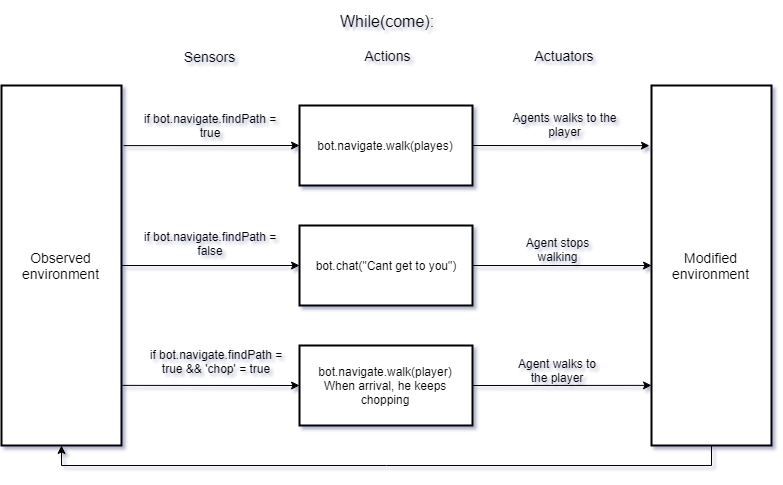 While(come):
Sensors
Actions
Actuators
if bot.navigate.findPath =
true
bot.navigate.walk(playes)
Agents walks to the
player
Observed
environment
if bot.navigate.findPath =
false
bot.chat("Cant get to you")
Agent stops
walking
Modified
environment
if bot.navigate.findPath =
true && 'chop' = true
bot.navigate.walk(player)
When arrival, he keeps
chopping
Agent walks to
the player